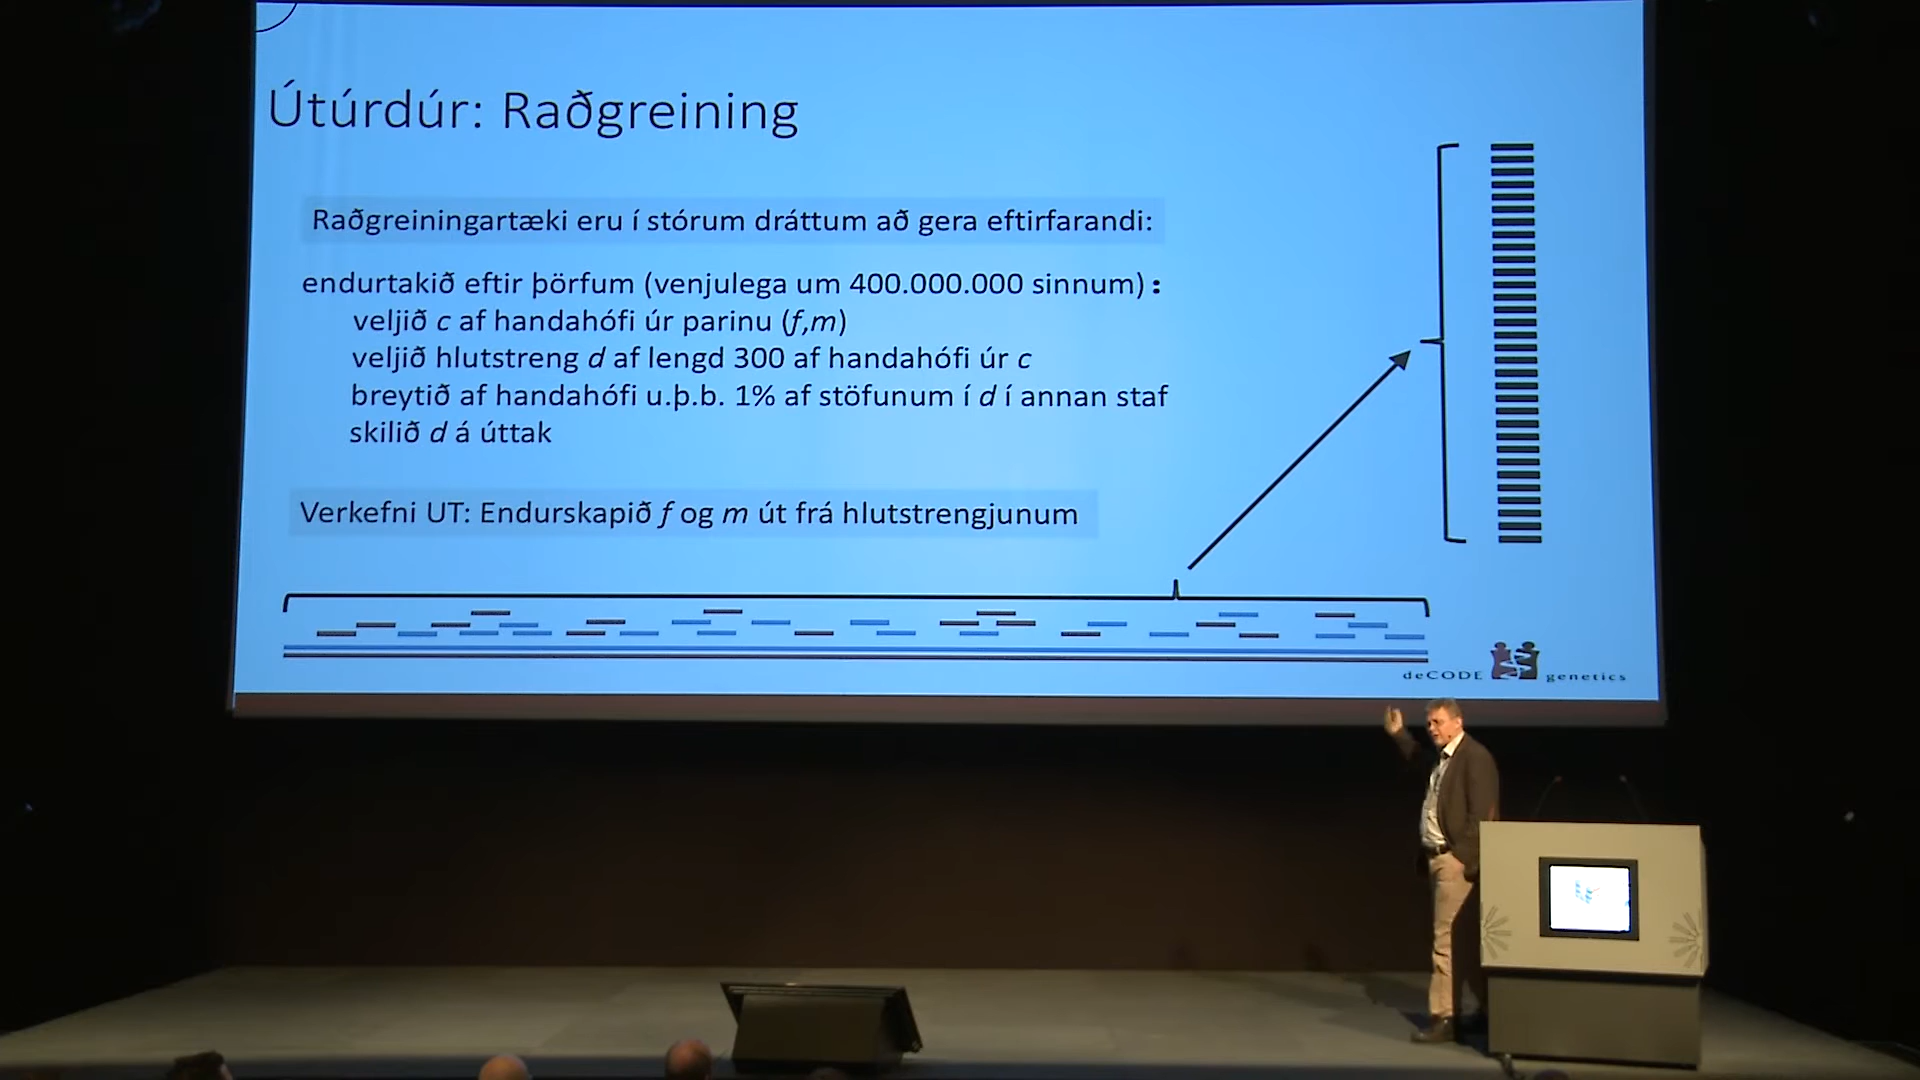 Útúrdúr: Raðgreining
Raðgreiningartæki eru í stórum dráttum að gera eftirfarandi:
endurtakið eftir þörfum (venjulega um 400.000.000 sinnum) :
veljið c af handahófi úr parinu (f,m)
veljið hlutstreng d af lengd 300 af handahófi úr c
breytið af handahófi u.þ.b. 1% af stöfunum í d í annan staf
skilið d á úttak
Verkefni UT: Endurskapið f og m út frá hlutstrengjunum
deCODE genetics